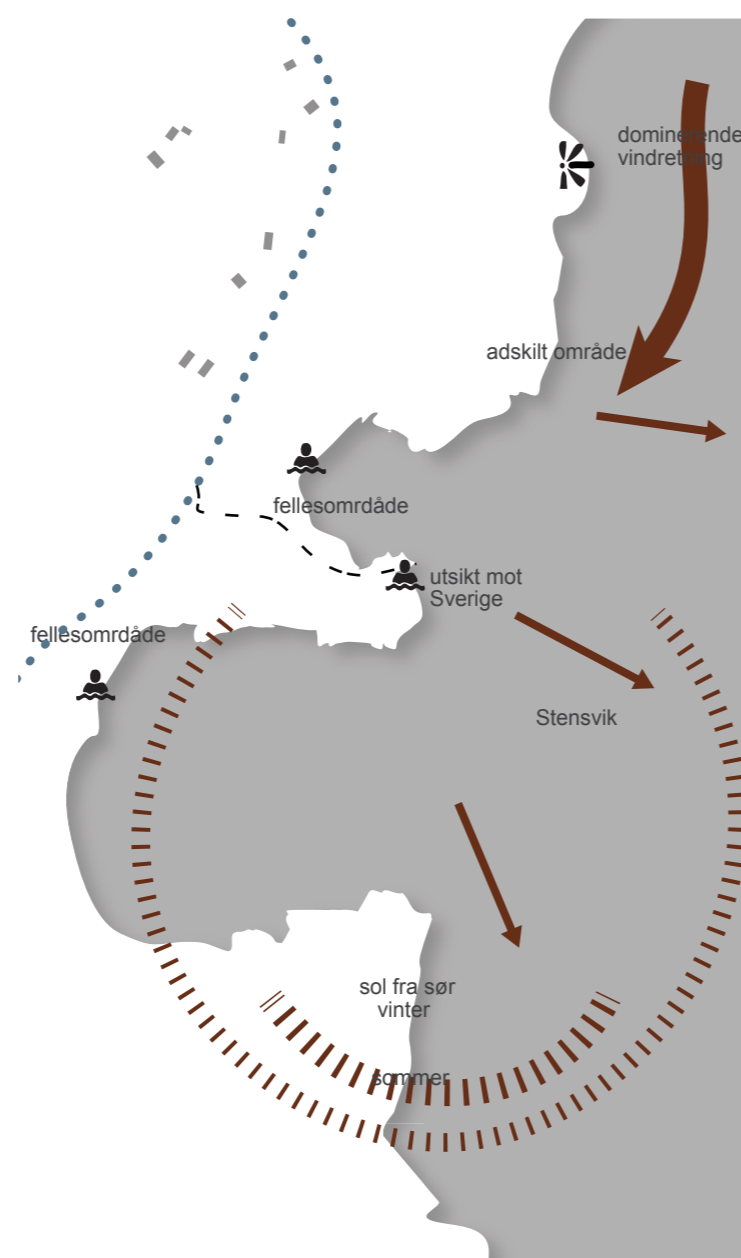 dominerende
vindretning
adskilt område
fellesomrdåde
utsikt mot
Sverige
fellesomrdåde
Stensvik
sol fra sør
vinter
sommer